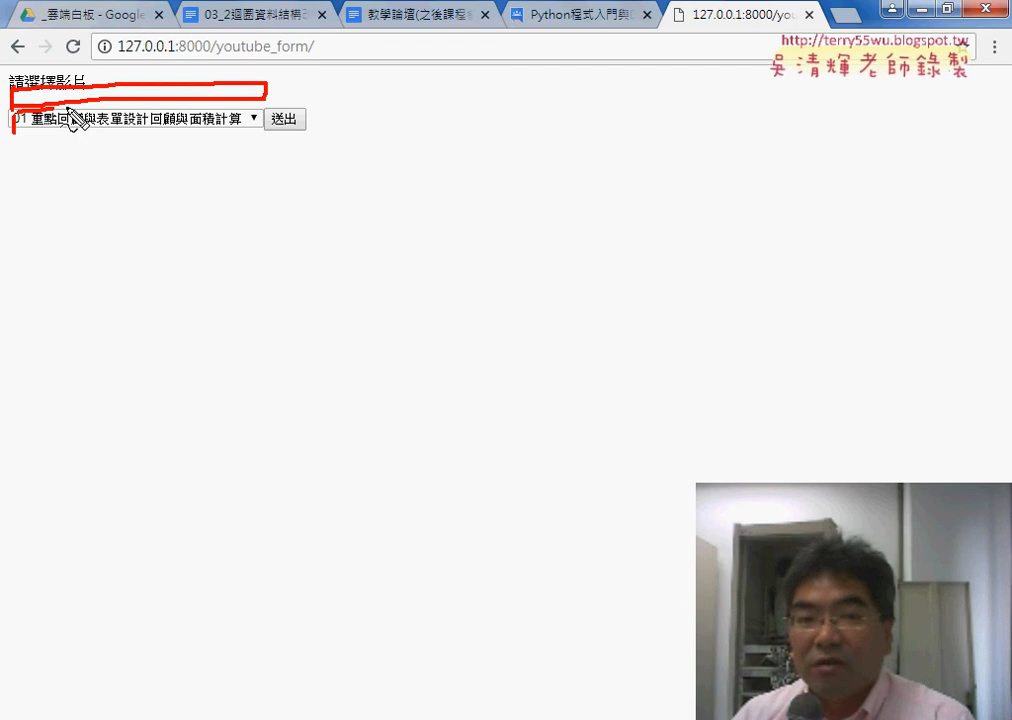 _雲端白板 - Google
03_2迴圈資料結構
教學論壇(之後課程
Python程式入門與
127.0.0.1:8000/you
127.0.0.1:8000/youtube_form/
http://terry55wu.blogspot.tw
吳清輝老師錄製
請選擇影片
01 重點回顧與表單設計回顧與面積計算
送出